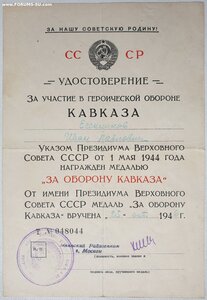 www.FORUMS-SU.com
ЗА НАШУ СОВЕТСКУЮ РОДИНУ!
СС СР
УДОСТОВЕРЕНИЕ
ЗА УЧАСТИЕ В ГЕРОИЧЕСКОЙ ОБОРОНЕ
КАВКАЗА
Иван
УКАЗОМ ПРЕЗИДИУМА ВЕРХОВНОГО
СОВЕТА СССР ОТ 1 МАЯ 1944 ГОДА
НАГРАЖДЕН МЕДАЛЬЮ
"ЗА ОБОРОНУ КАВКАЗА"
ОТ ИМЕНИ ПРЕЗИДИУМА ВЕРХОВНОГО
СОВЕТА СССР МЕДАЛЬ „ЗА ОБОРОНУ
КАВКАЗА" ВРУЧЕНА 194 Г.
№ 048044
г. Москвы